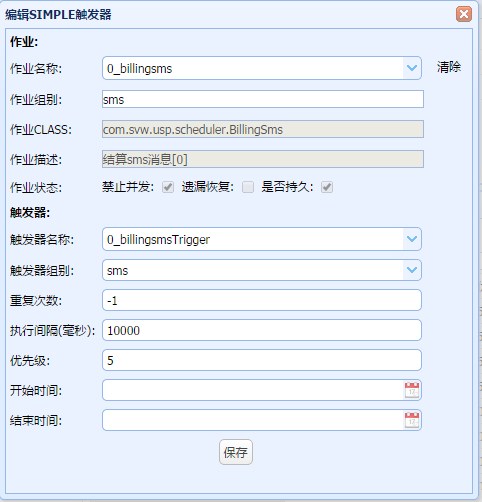 编辑SIMPLE触发器
作业:
作业名称: 0_billingsms 清除
作业组别: sms
作业CLASS: com.svw.usp.scheduler.BillingSms
作业描述: 结算sms消息[0]
作业状态: 禁止并发: 遗漏恢复: 是否持久:
触发器:
触发器名称: 0_billingsmsTrigger
触发器组别: sms
重复次数: -1
执行间隔(毫秒): 10000
优先级: 5
开始时间:
结束时间:
保存